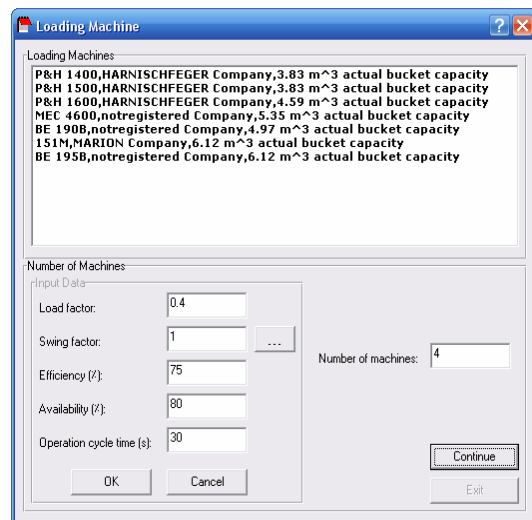 Loading Machine
Loading Machines
P&H 1400,HARNISCHFEGER Company,3.83 m^3 actual bucket capacity
P&H 1500,HARNISCHFEGER Company,3.83 m^3 actual bucket capacity
P&H 1600,HARNISCHFEGER Company,4.59 m^3 actual bucket capacity
MEC 4600,notregistered Company,5.35 m^3 actual bucket capacity
BE 190B,notregistered Company,4.97 m^3 actual bucket capacity
151M,MARION Company,6.12 m^3 actual bucket capacity
BE 195B,notregistered Company,6.12 m^3 actual bucket capacity
Number of Machines
Input Data
Load factor: 0.4
Swing factor: 1 ...
Efficiency (%): 75
Availability (%): 80
Operation cycle time (s): 30
OK Cancel
Number of machines: 4
Continue
Exit